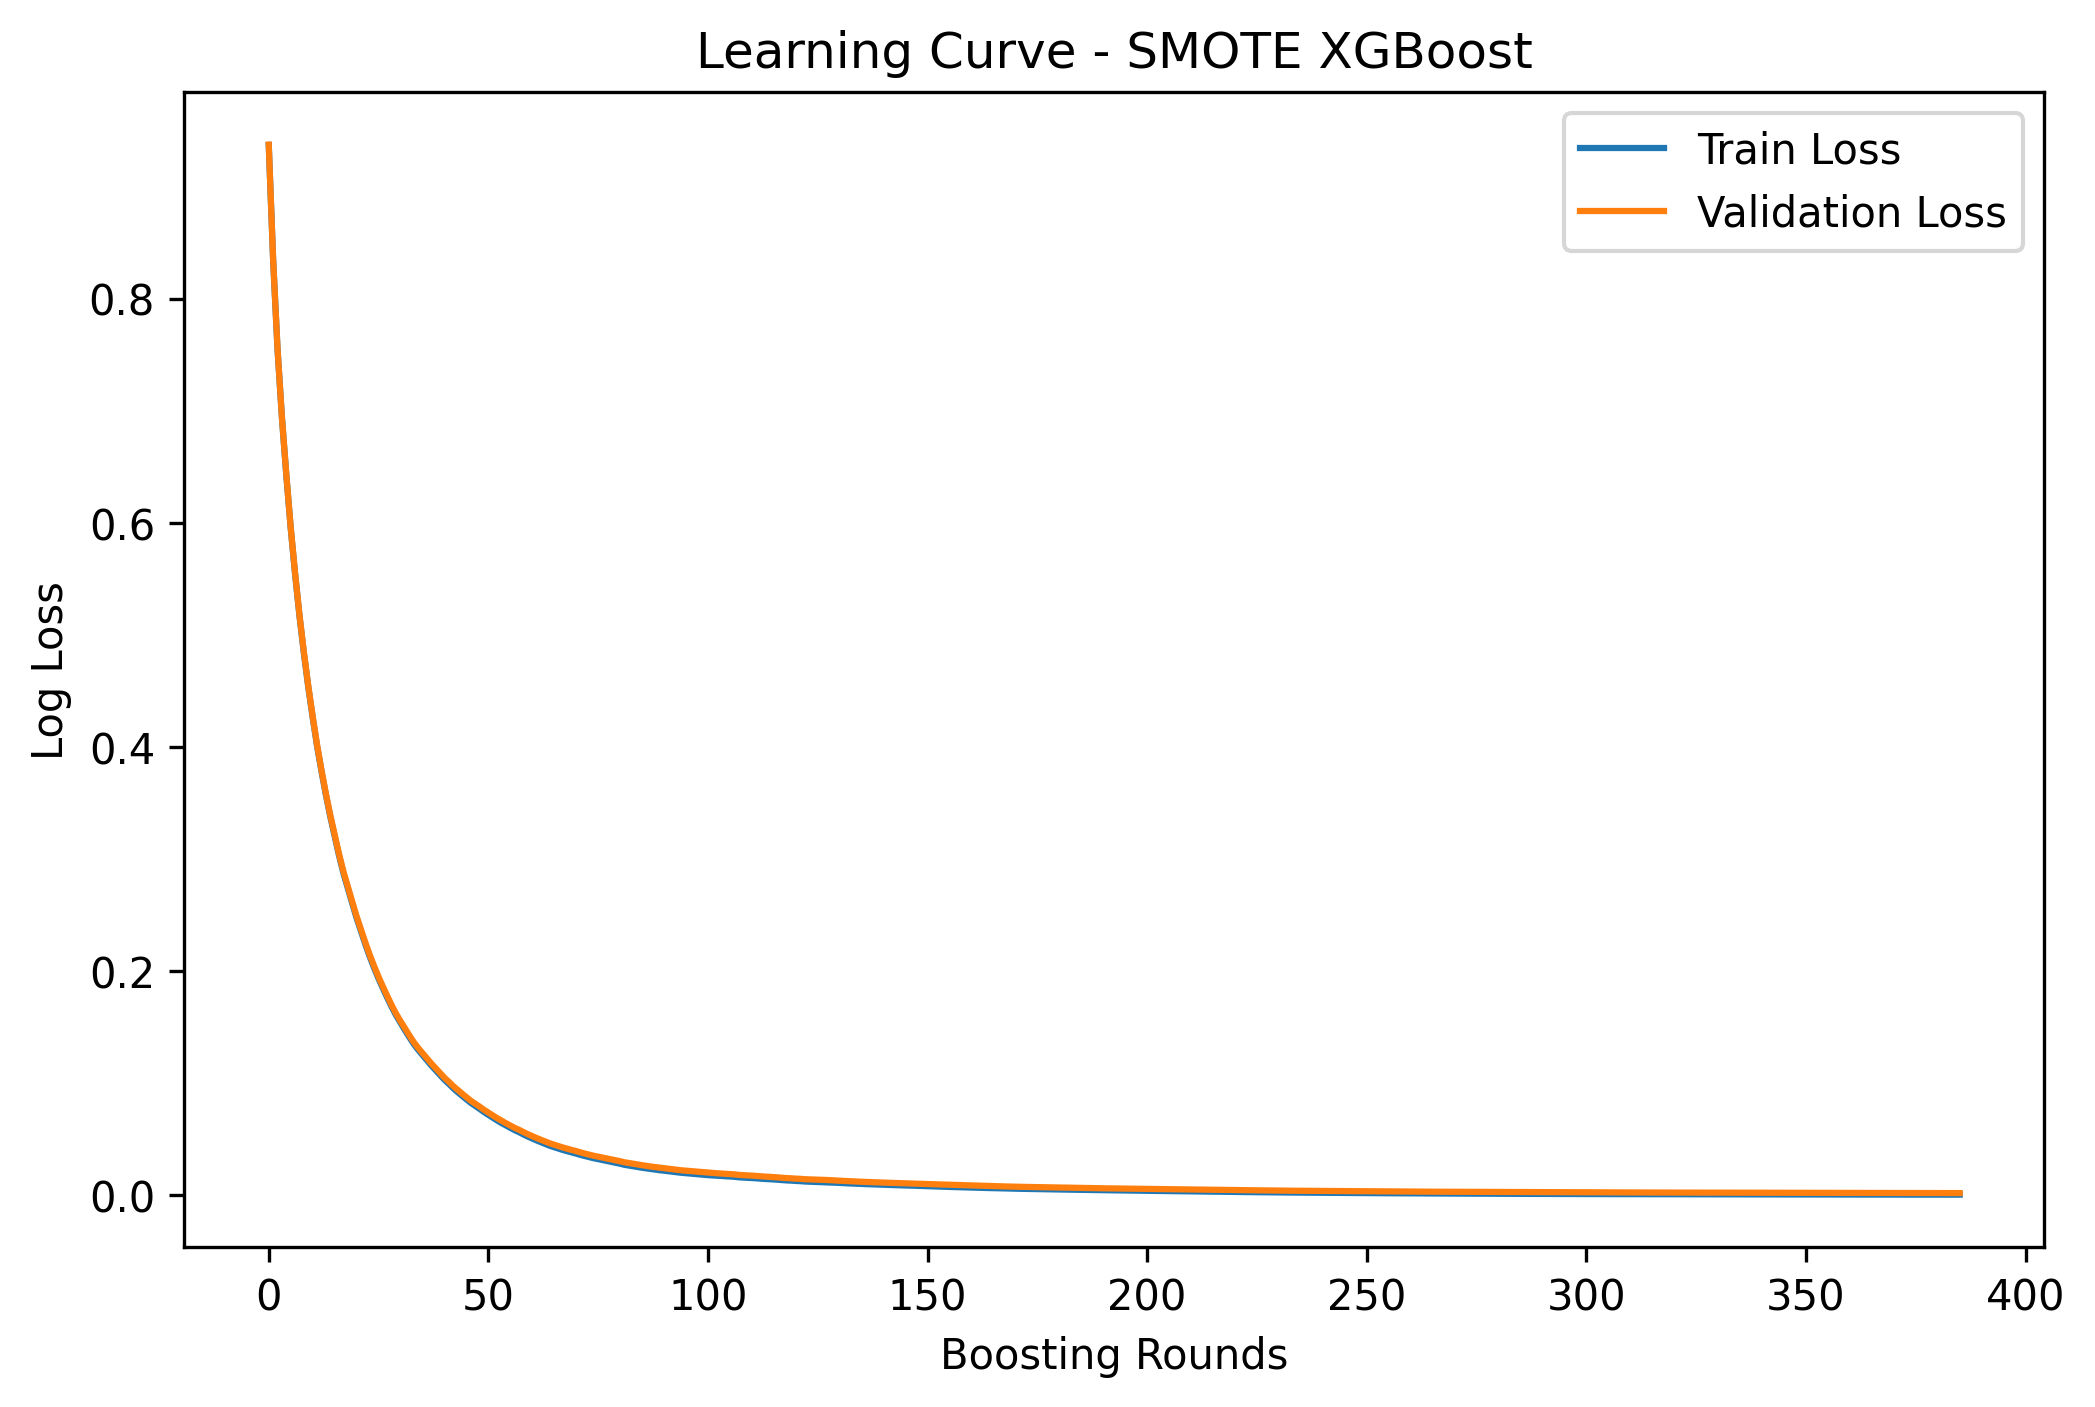 Learning Curve - SMOTE XGBoost
Train Loss
Validation Loss
0.8
0.6
0.4
0.2
0.0
Log Loss
0 50 100 150 200 250 300 350 400
Boosting Rounds